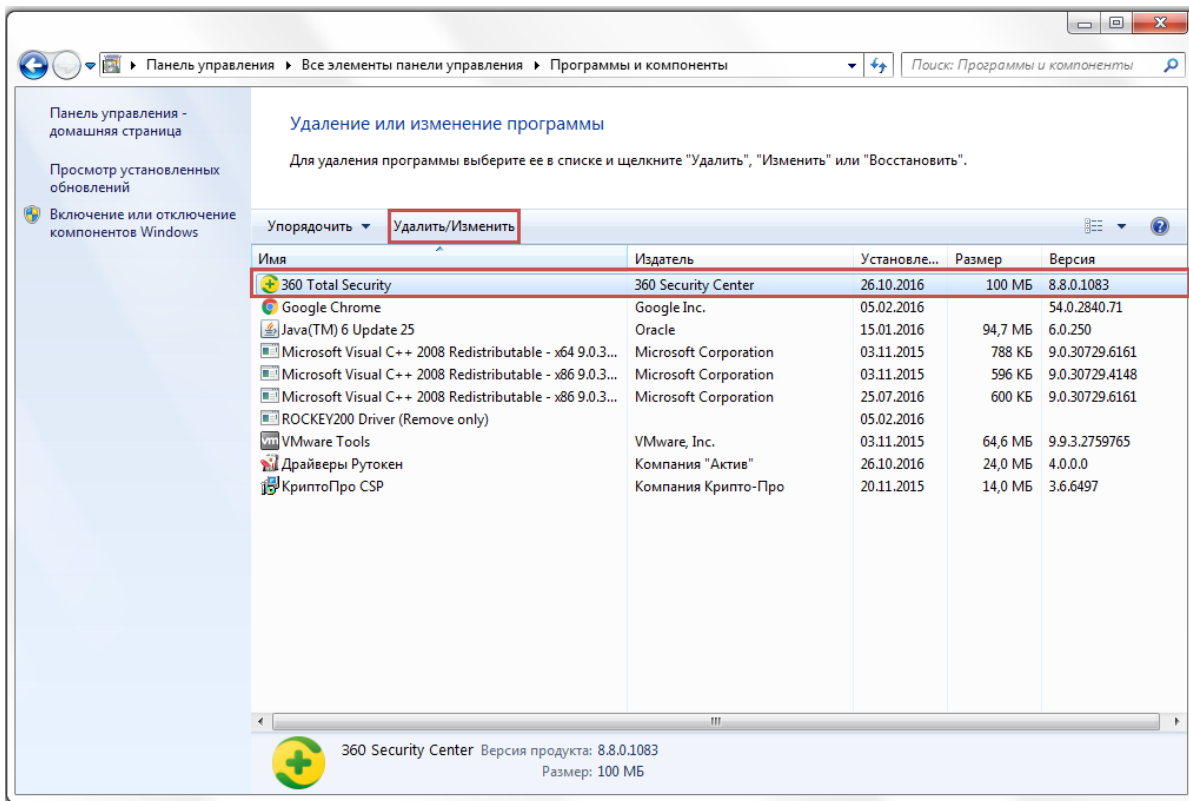 Панель управления Все элементы панели управления Программы и компоненты Поиск: Программы и компоненты
Панель управления -
домашняя страница
Просмотр установленных
обновлений
Включение или отключение
компонентов Windows
Удаление или изменение программы
Для удаления программы выберите ее в списке и щелкните "Удалить", "Изменить" или "Восстановить".
Упорядочить Удалить/Изменить
Имя Издатель Установле... Размер Версия
360 Total Security 360 Security Center 26.10.2016 100 МБ 8.8.0.1083
Google Chrome Google Inc. 05.02.2016 54.0.2840.71
Java(TM) 6 Update 25 Oracle 15.01.2016 94,7 МБ 6.0.250
Microsoft Visual C++ 2008 Redistributable - x64 9.0.3... Microsoft Corporation 03.11.2015 788 КБ 9.0.30729.6161
Microsoft Visual C++ 2008 Redistributable - x86 9.0.3... Microsoft Corporation 03.11.2015 596 КБ 9.0.30729.4148
Microsoft Visual C++ 2008 Redistributable - x86 9.0.3... Microsoft Corporation 25.07.2016 600 КБ 9.0.30729.6161
ROCKEY200 Driver (Remove only) 05.02.2016
vm VMware Tools VMware, Inc. 03.11.2015 64,6 МБ 9.9.3.2759765
Драйверы Рутокен Компания "Актив" 26.10.2016 24,0 МБ 4.0.0.0
КриптоПро CSP Компания Крипто-Про 20.11.2015 14,0 МБ 3.6.6497
360 Security Center Версия продукта: 8.8.0.1083
Размер: 100 МБ